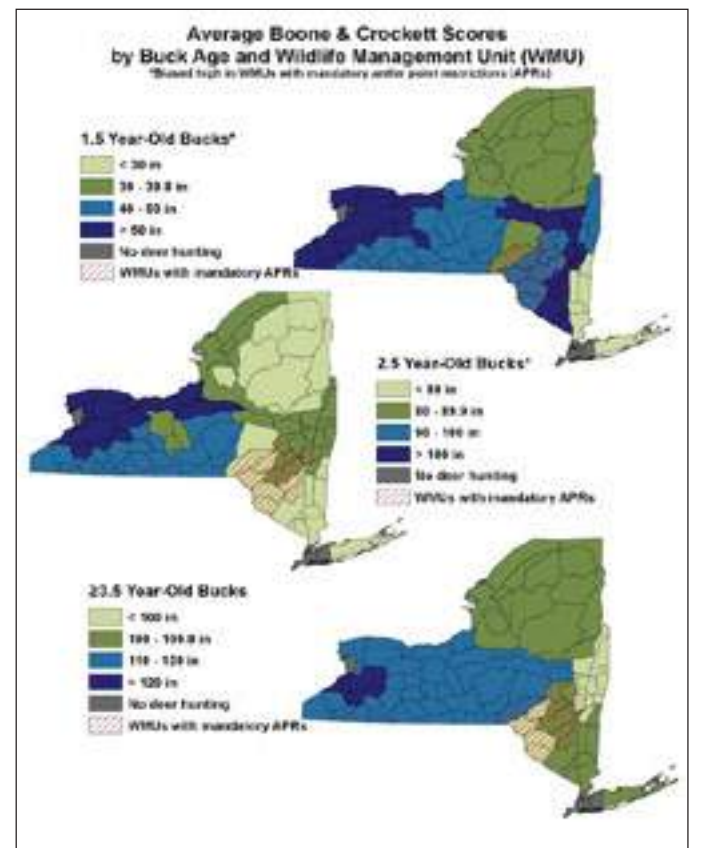 Average Boone & Crockett Scores
by Buck Age and Wildlife Management Unit (WMU)
*Biased high in WMUs with mandatory antler point restrictions (APRs)
1.5 Year-Old Bucks*
< 30 in
30 - 39.9 in
40 - 50 in
> 50 in
No deer hunting
WMUs with mandatory APRs
2.5 Year-Old Bucks*
< 80 in
80 - 89.9 in
90 - 100 in
> 100 in
No deer hunting
WMUs with mandatory APRs
≥3.5 Year-Old Bucks
< 100 in
100 - 109.9 in
110 - 120 in
> 120 in
No deer hunting
WMUs with mandatory APRs